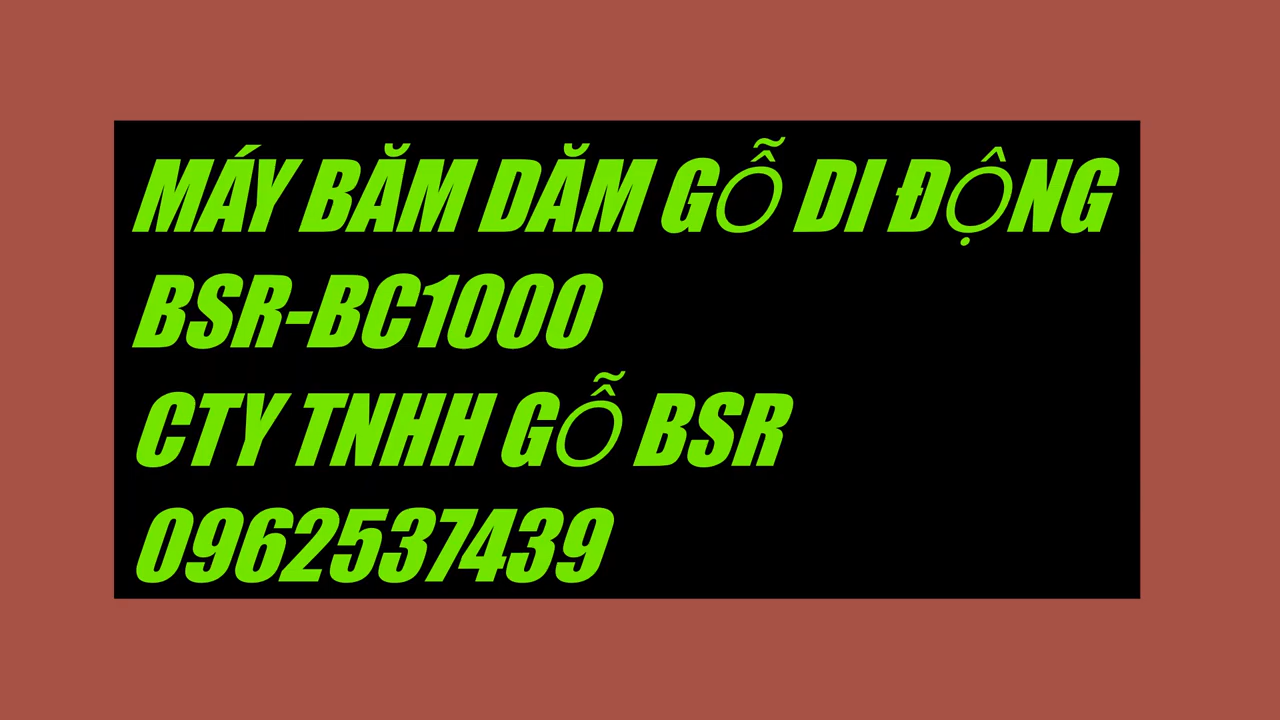 MÁY BĂM DĂM GỖ DI ĐỘNG
BSR-BC1000
CTY TNHH GỖ BSR
0962537439